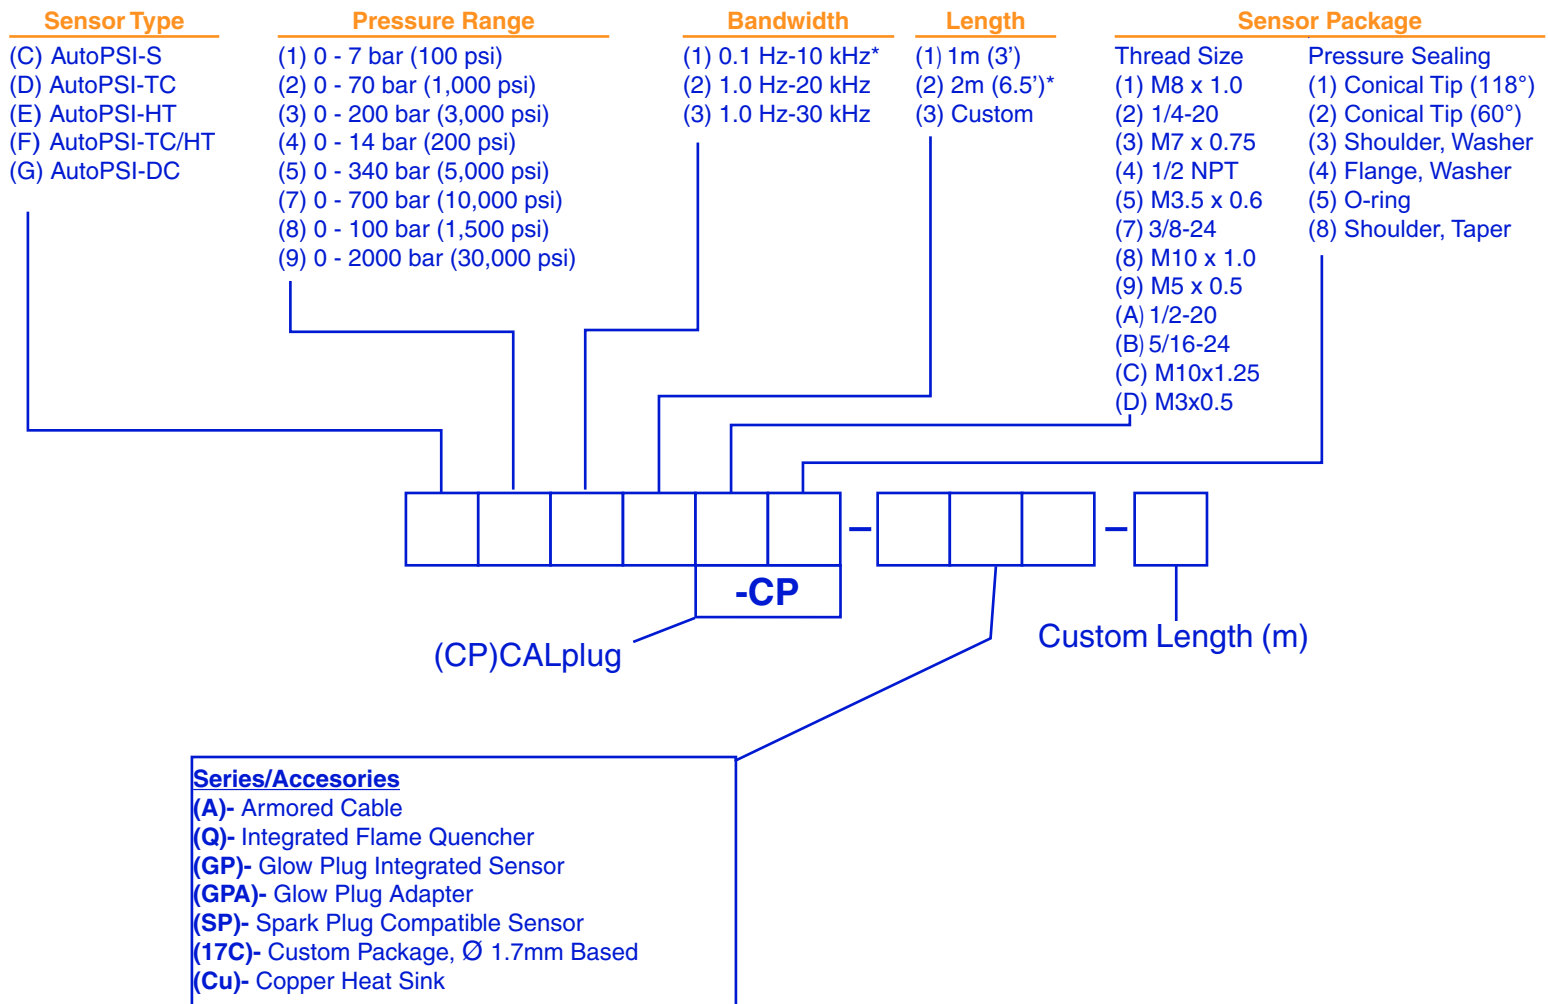 Sensor Type
(C) AutoPSI-S
(D) AutoPSI-TC
(E) AutoPSI-HT
(F) AutoPSI-TC/HT
(G) AutoPSI-DC
Pressure Range
(1) 0 - 7 bar (100 psi)
(2) 0 - 70 bar (1,000 psi)
(3) 0 - 200 bar (3,000 psi)
(4) 0 - 14 bar (200 psi)
(5) 0 - 340 bar (5,000 psi)
(7) 0 - 700 bar (10,000 psi)
(8) 0 - 100 bar (1,500 psi)
(9) 0 - 2000 bar (30,000 psi)
Bandwidth
(1) 0.1 Hz-10 kHz*
(2) 1.0 Hz-20 kHz
(3) 1.0 Hz-30 kHz
Length
(1) 1m (3')
(2) 2m (6.5')*
(3) Custom
Sensor Package
Thread Size
(1) M8 x 1.0
(2) 1/4-20
(3) M7 x 0.75
(4) 1/2 NPT
(5) M3.5 x 0.6
(7) 3/8-24
(8) M10 x 1.0
(9) M5 x 0.5
(A) 1/2-20
(B) 5/16-24
(C) M10x1.25
(D) M3x0.5
Pressure Sealing
(1) Conical Tip (118°)
(2) Conical Tip (60°)
(3) Shoulder, Washer
(4) Flange, Washer
(5) O-ring
(8) Shoulder, Taper
– –
-CP
(CP)CALplug
Custom Length (m)
Series/Accesories
(A)- Armored Cable
(Q)- Integrated Flame Quencher
(GP)- Glow Plug Integrated Sensor
(GPA)- Glow Plug Adapter
(SP)- Spark Plug Compatible Sensor
(17C)- Custom Package, Ø 1.7mm Based
(Cu)- Copper Heat Sink